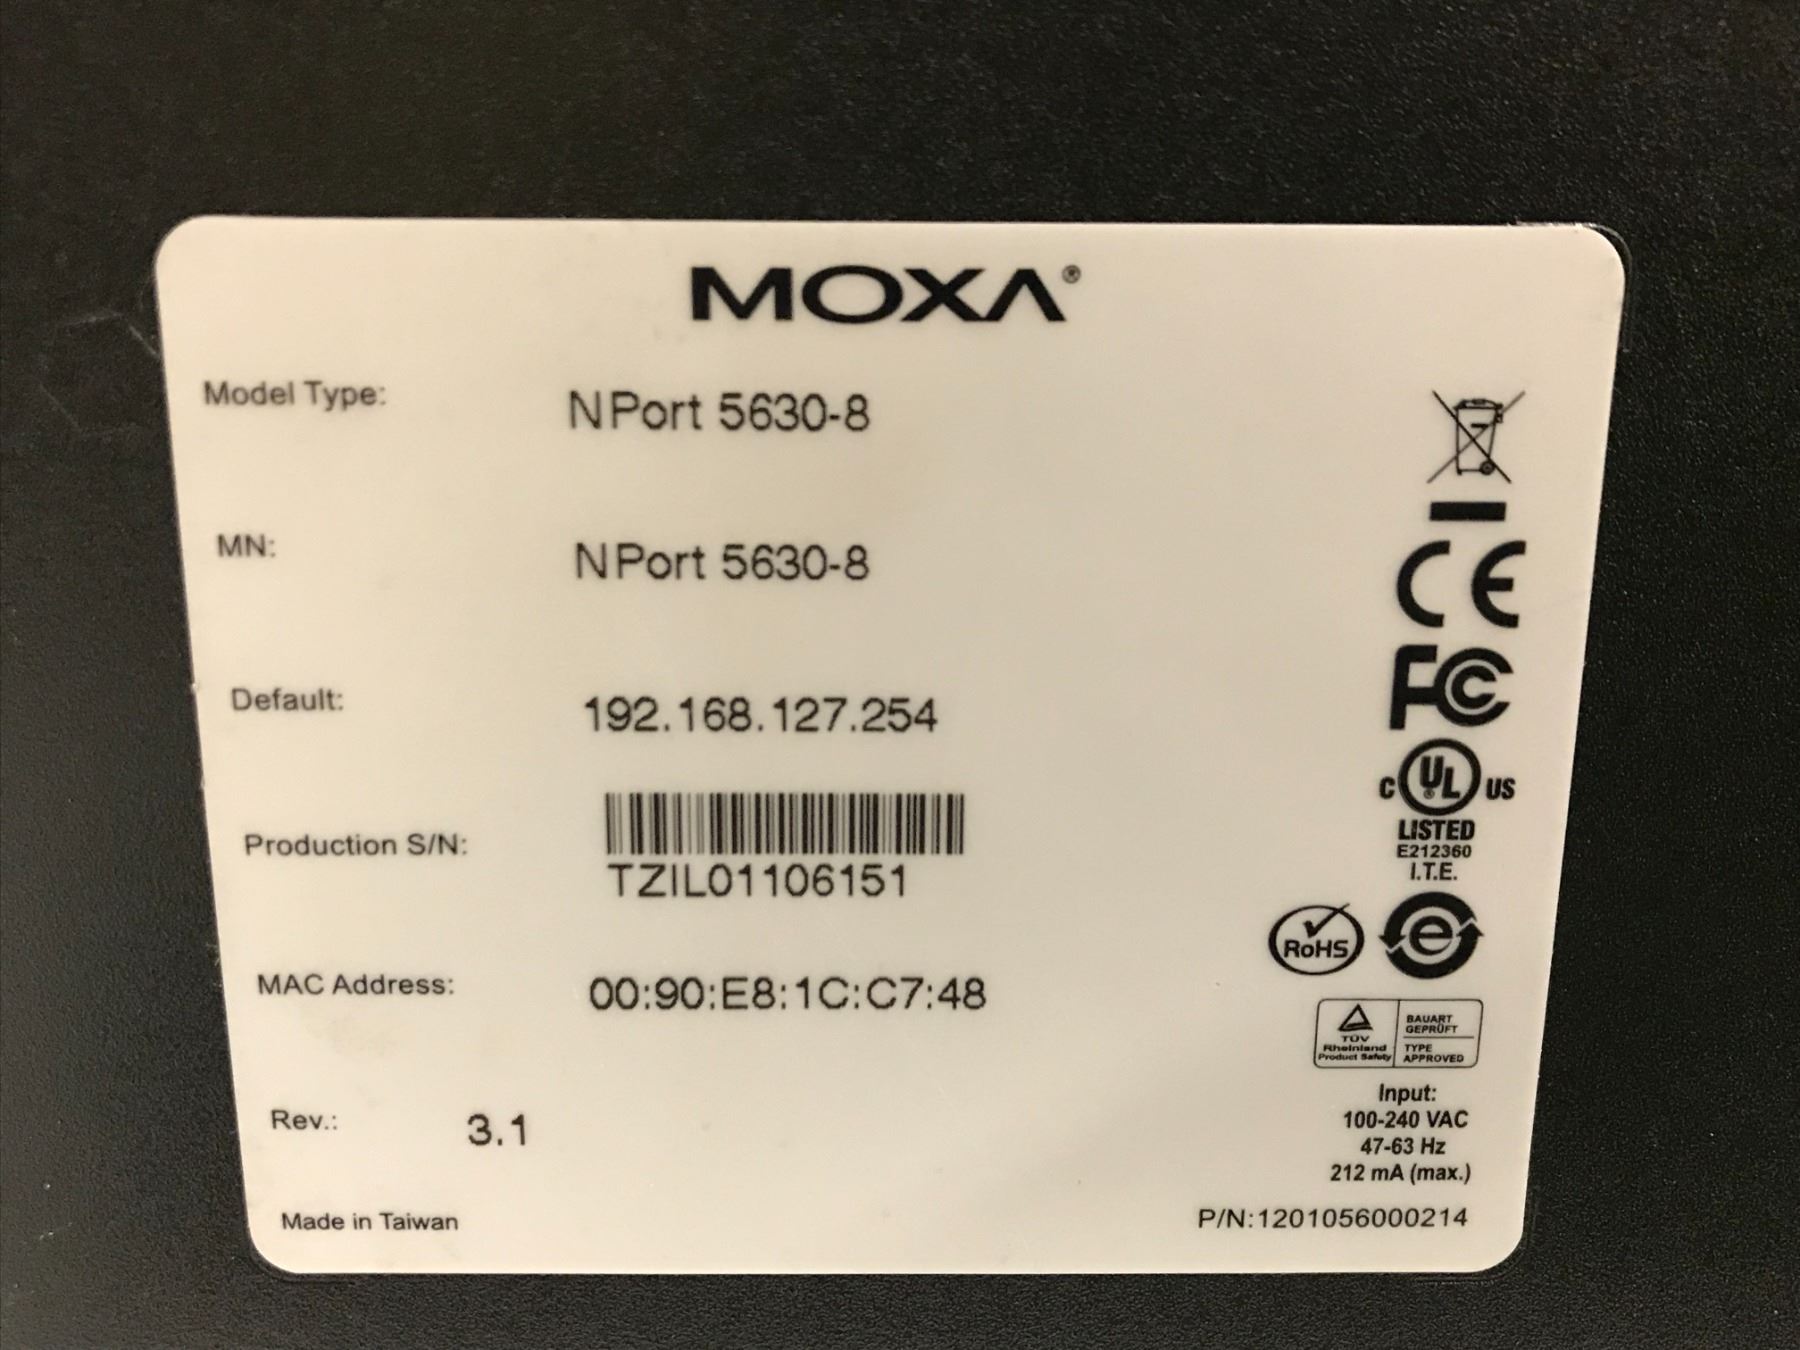 MOXA®
Model Type: NPort 5630-8
MN: NPort 5630-8
Default: 192.168.127.254
Production S/N: TZIL01106151
MAC Address: 00:90:E8:1C:C7:48
Rev.: 3.1
Made in Taiwan
CE
FC
C UL® US
LISTED
E212360
I.T.E.
RoHS
e
TÜV
Rheinland
Product Safety
BAUART
GEPRÜFT
TYPE
APPROVED
Input:
100-240 VAC
47-63 Hz
212 mA (max.)
P/N:1201056000214